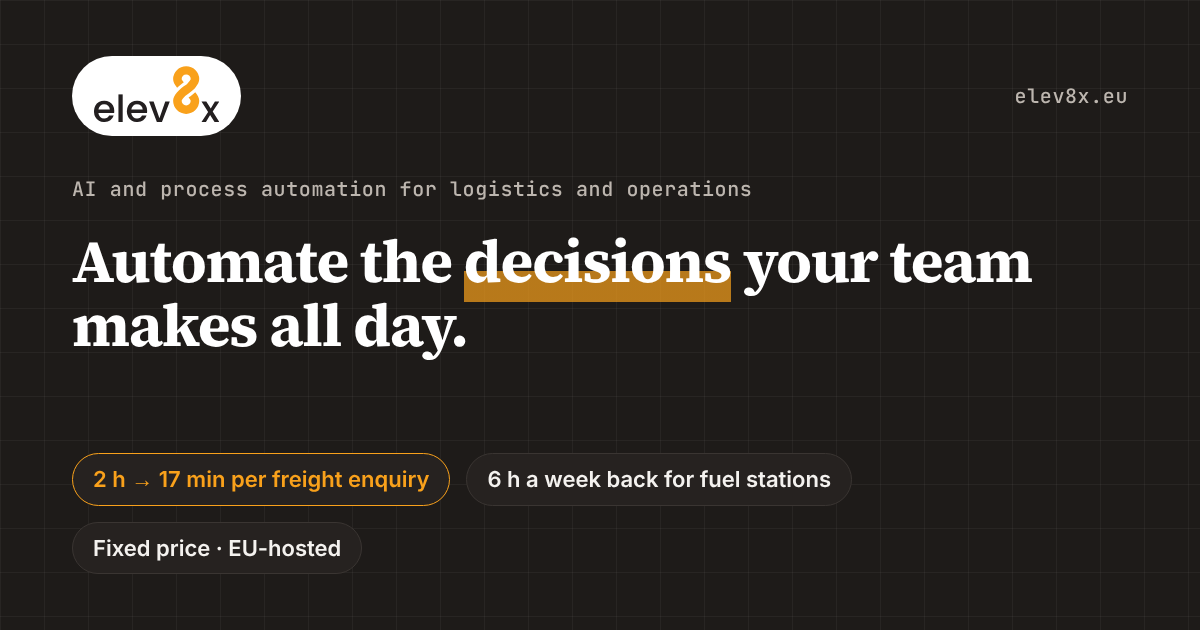 elev8x
elev8x.eu
AI and process automation for logistics and operations
Automate the decisions your team
makes all day.
2 h → 17 min per freight enquiry
6 h a week back for fuel stations
Fixed price · EU-hosted